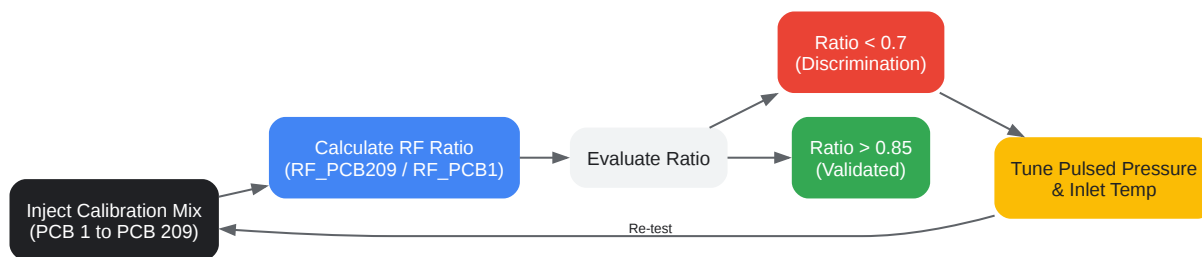 Inject Calibration Mix
(PCB 1 to PCB 209)
Calculate RF Ratio
(RF_PCB209 / RF_PCB1)
Evaluate Ratio
Ratio < 0.7
(Discrimination)
Ratio > 0.85
(Validated)
Tune Pulsed Pressure
& Inlet Temp
Re-test